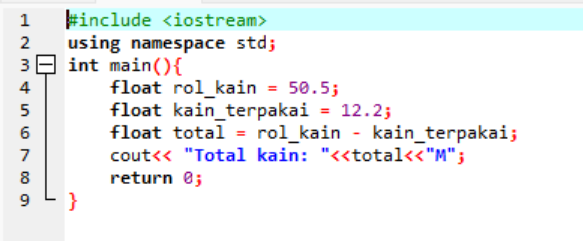 1 #include <iostream>
2 using namespace std;
3 int main(){
4 float rol_kain = 50.5;
5 float kain_terpakai = 12.2;
6 float total = rol_kain - kain_terpakai;
7 cout<< "Total kain: "<<total<<"M";
8 return 0;
9 }